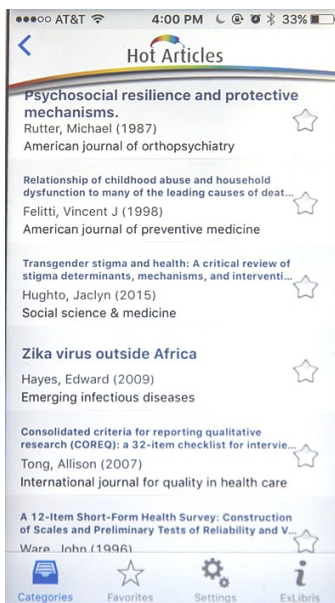 AT&T 4:00 PM 33%
Hot Articles
Psychosocial resilience and protective
mechanisms.
Rutter, Michael (1987)
American journal of orthopsychiatry
Relationship of childhood abuse and household
dysfunction to many of the leading causes of deat...
Felitti, Vincent J (1998)
American journal of preventive medicine
Transgender stigma and health: A critical review of
stigma determinants, mechanisms, and interventi...
Hughto, Jaclyn (2015)
Social science & medicine
Zika virus outside Africa
Hayes, Edward (2009)
Emerging infectious diseases
Consolidated criteria for reporting qualitative
research (COREQ): a 32-item checklist for intervie...
Tong, Allison (2007)
International journal for quality in health care
A 12-Item Short-Form Health Survey: Construction
of Scales and Preliminary Tests of Reliability and V...
Ware, John (1996)
Categories Favorites Settings ExLibris